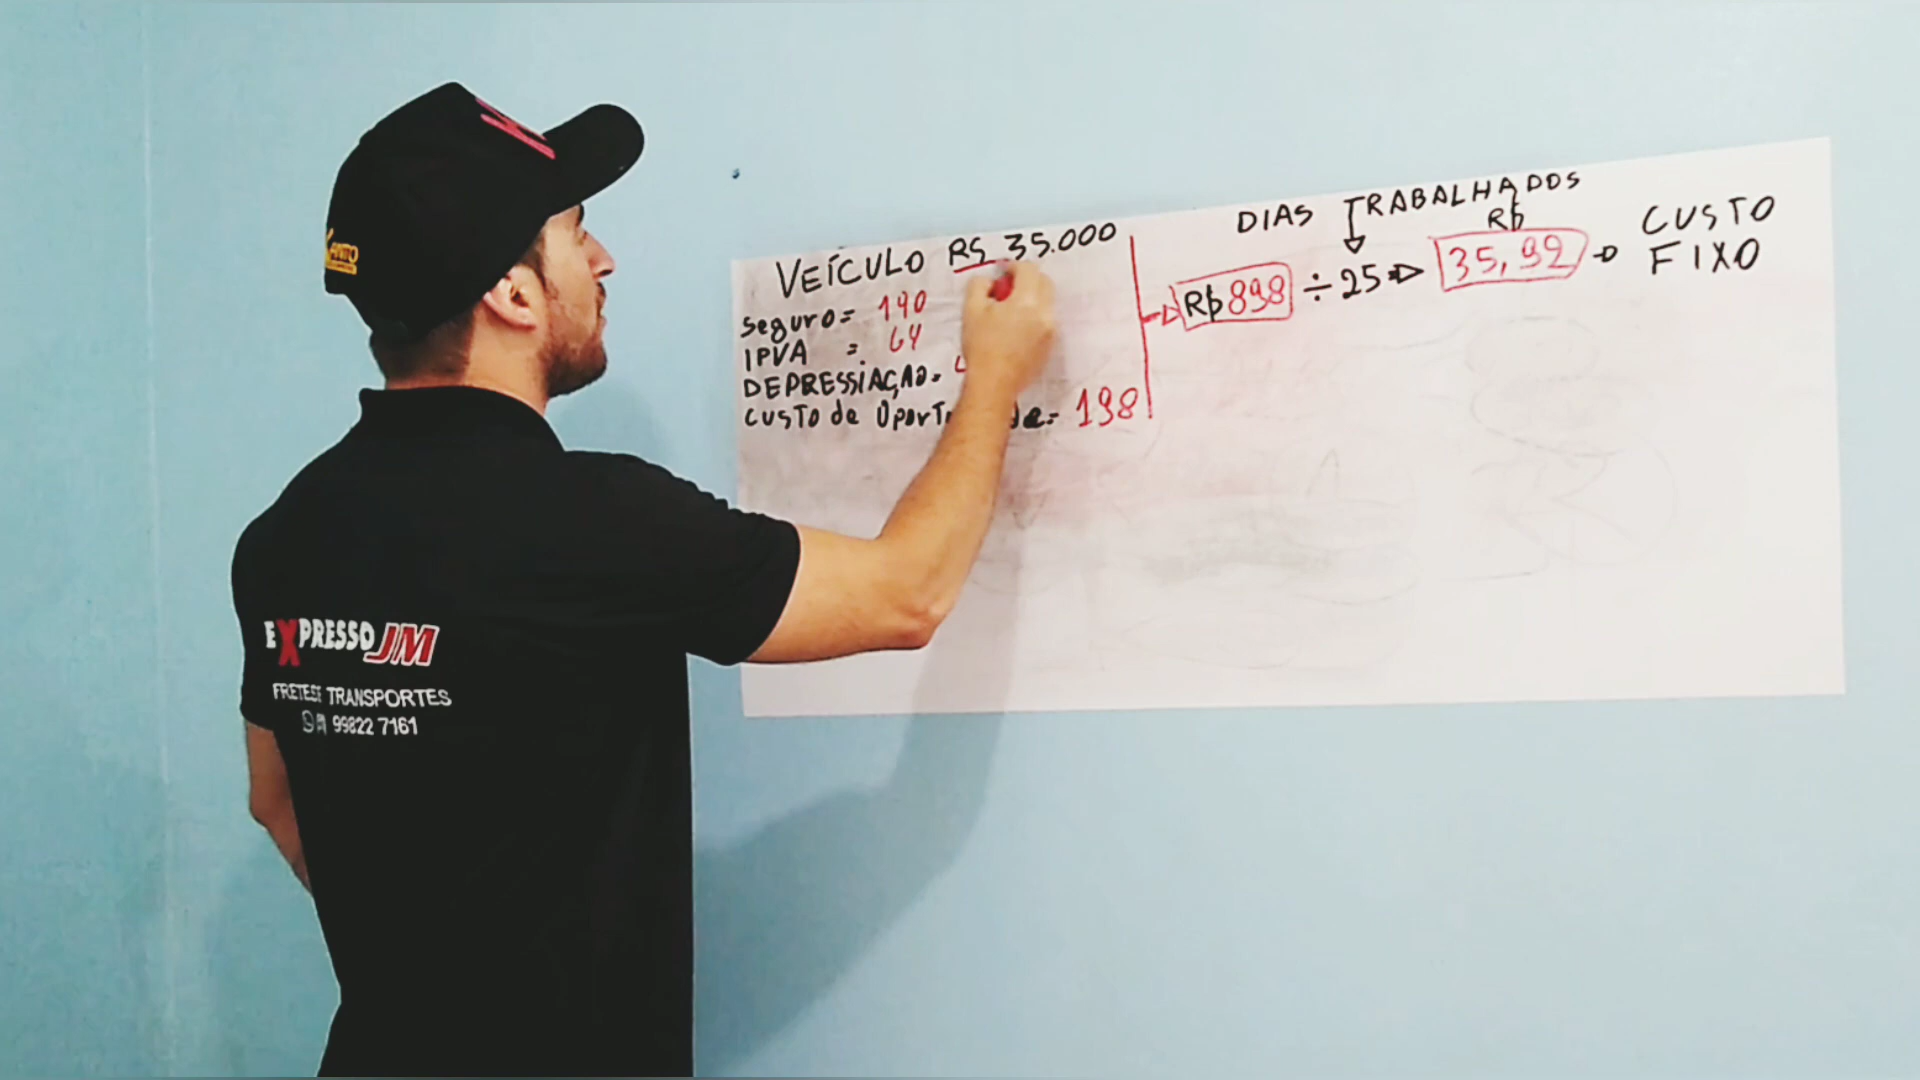 VEÍCULO R$ 35.000
Seguro= 190
IPVA = 64
DEPRESSIAÇÃO=
CUSTO de = 198
R$ 898 ÷ 25
DIAS TRABALHADOS
R$
35,92
CUSTO
FIXO
EXPRESSO JM
FRETES E TRANSPORTES
99822 7161